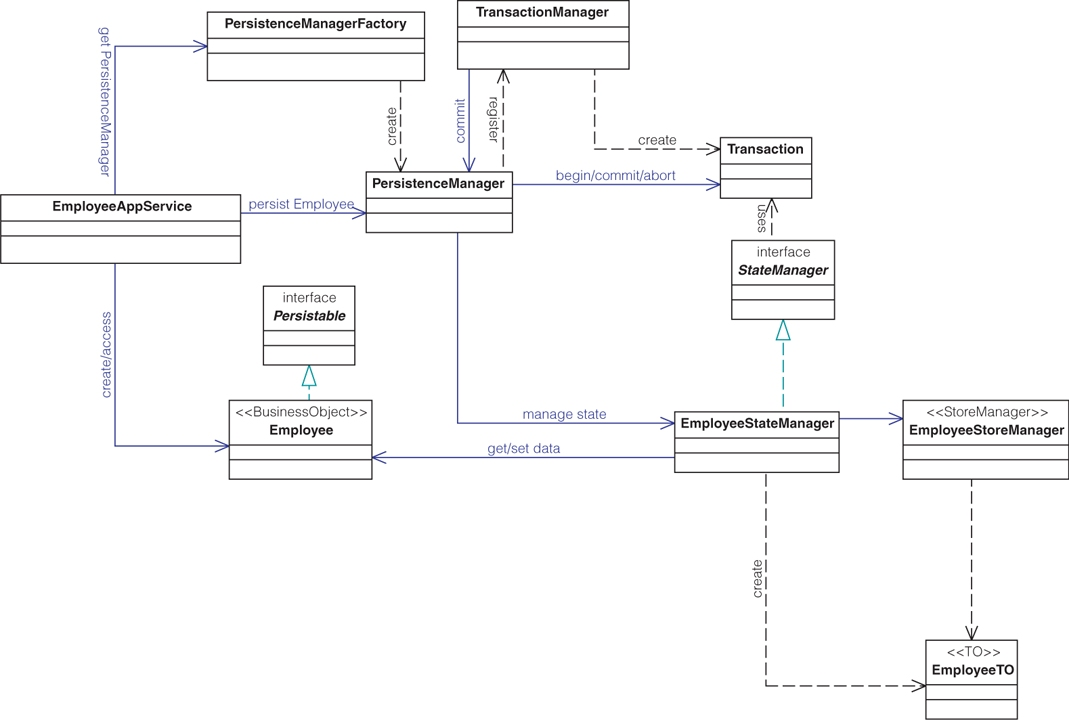 PersistenceManagerFactory
TransactionManager
get PersistenceManager
create
commit
register
create
Transaction
PersistenceManager
begin/commit/abort
EmployeeAppService
persist Employee
uses
interface
StateManager
interface
Persistable
create/access
<<BusinessObject>>
Employee
manage state
EmployeeStateManager
<<StoreManager>>
EmployeeStoreManager
get/set data
create
<<TO>>
EmployeeTO